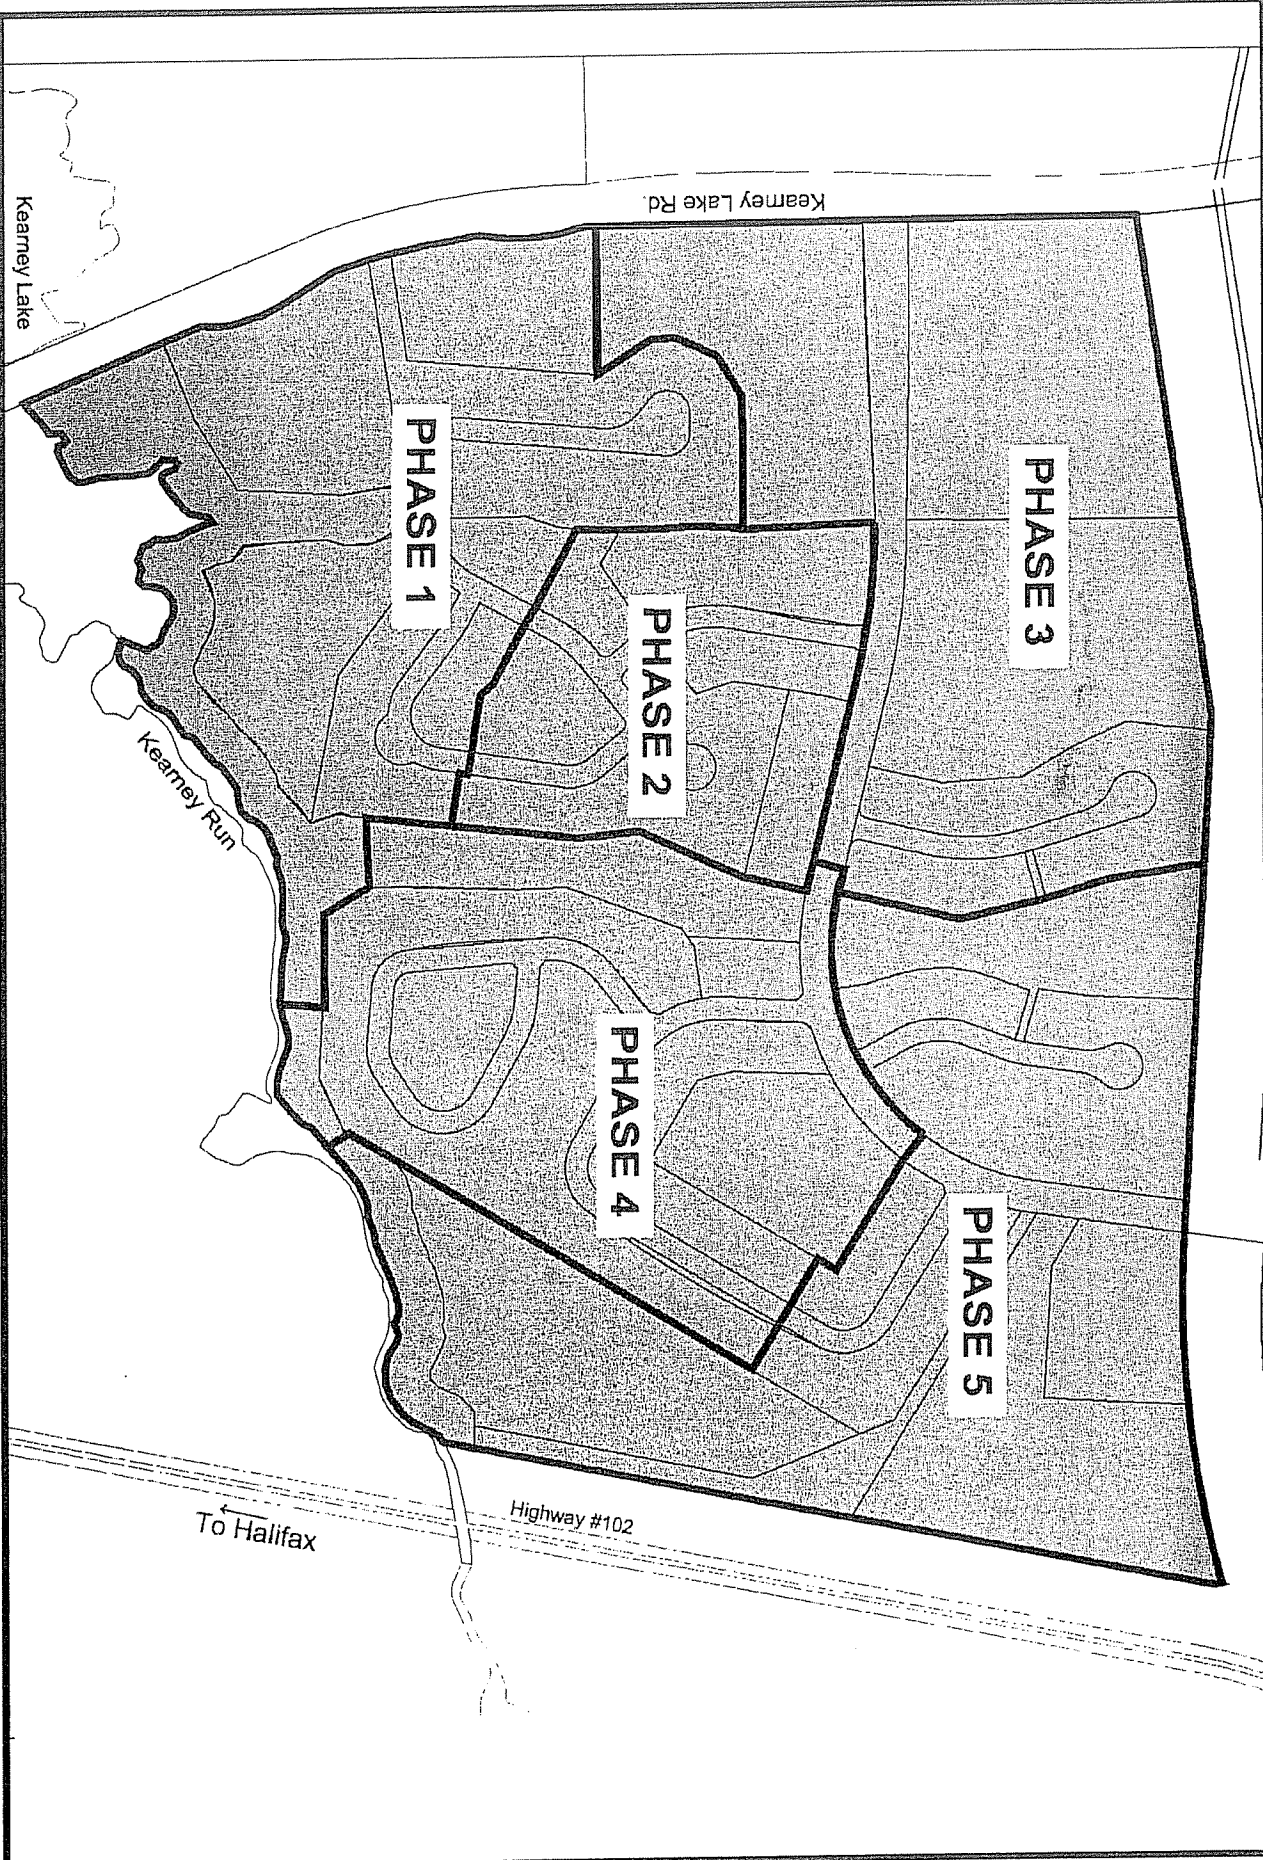 Kearney Lake Rd.
Kearney Lake
PHASE 3
PHASE 1
PHASE 2
Kearney Run
PHASE 4
PHASE 5
Highway #102
To Halifax